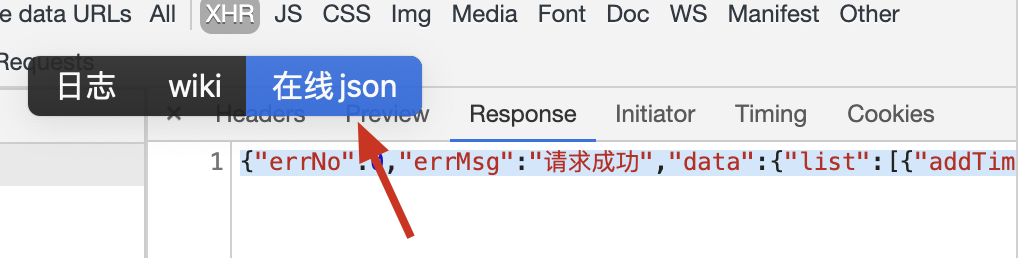 e data URLs All XHR JS CSS Img Media Font Doc WS Manifest Other
Requests
日志 wiki 在线json
× Headers Preview Response Initiator Timing Cookies
1 {"errNo":0,"errMsg":"请求成功","data":{"list":[{"addTim